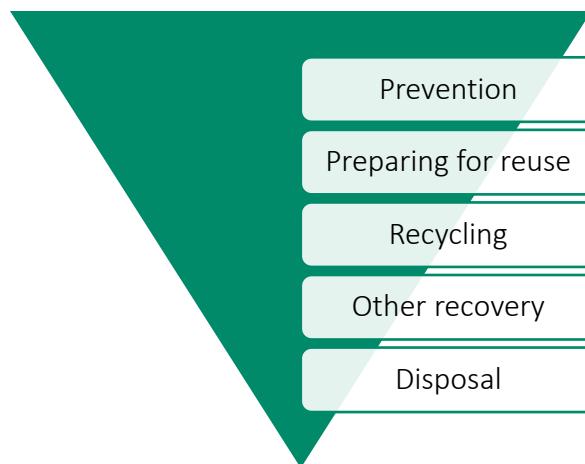 Prevention
Preparing for reuse
Recycling
Other recovery
Disposal